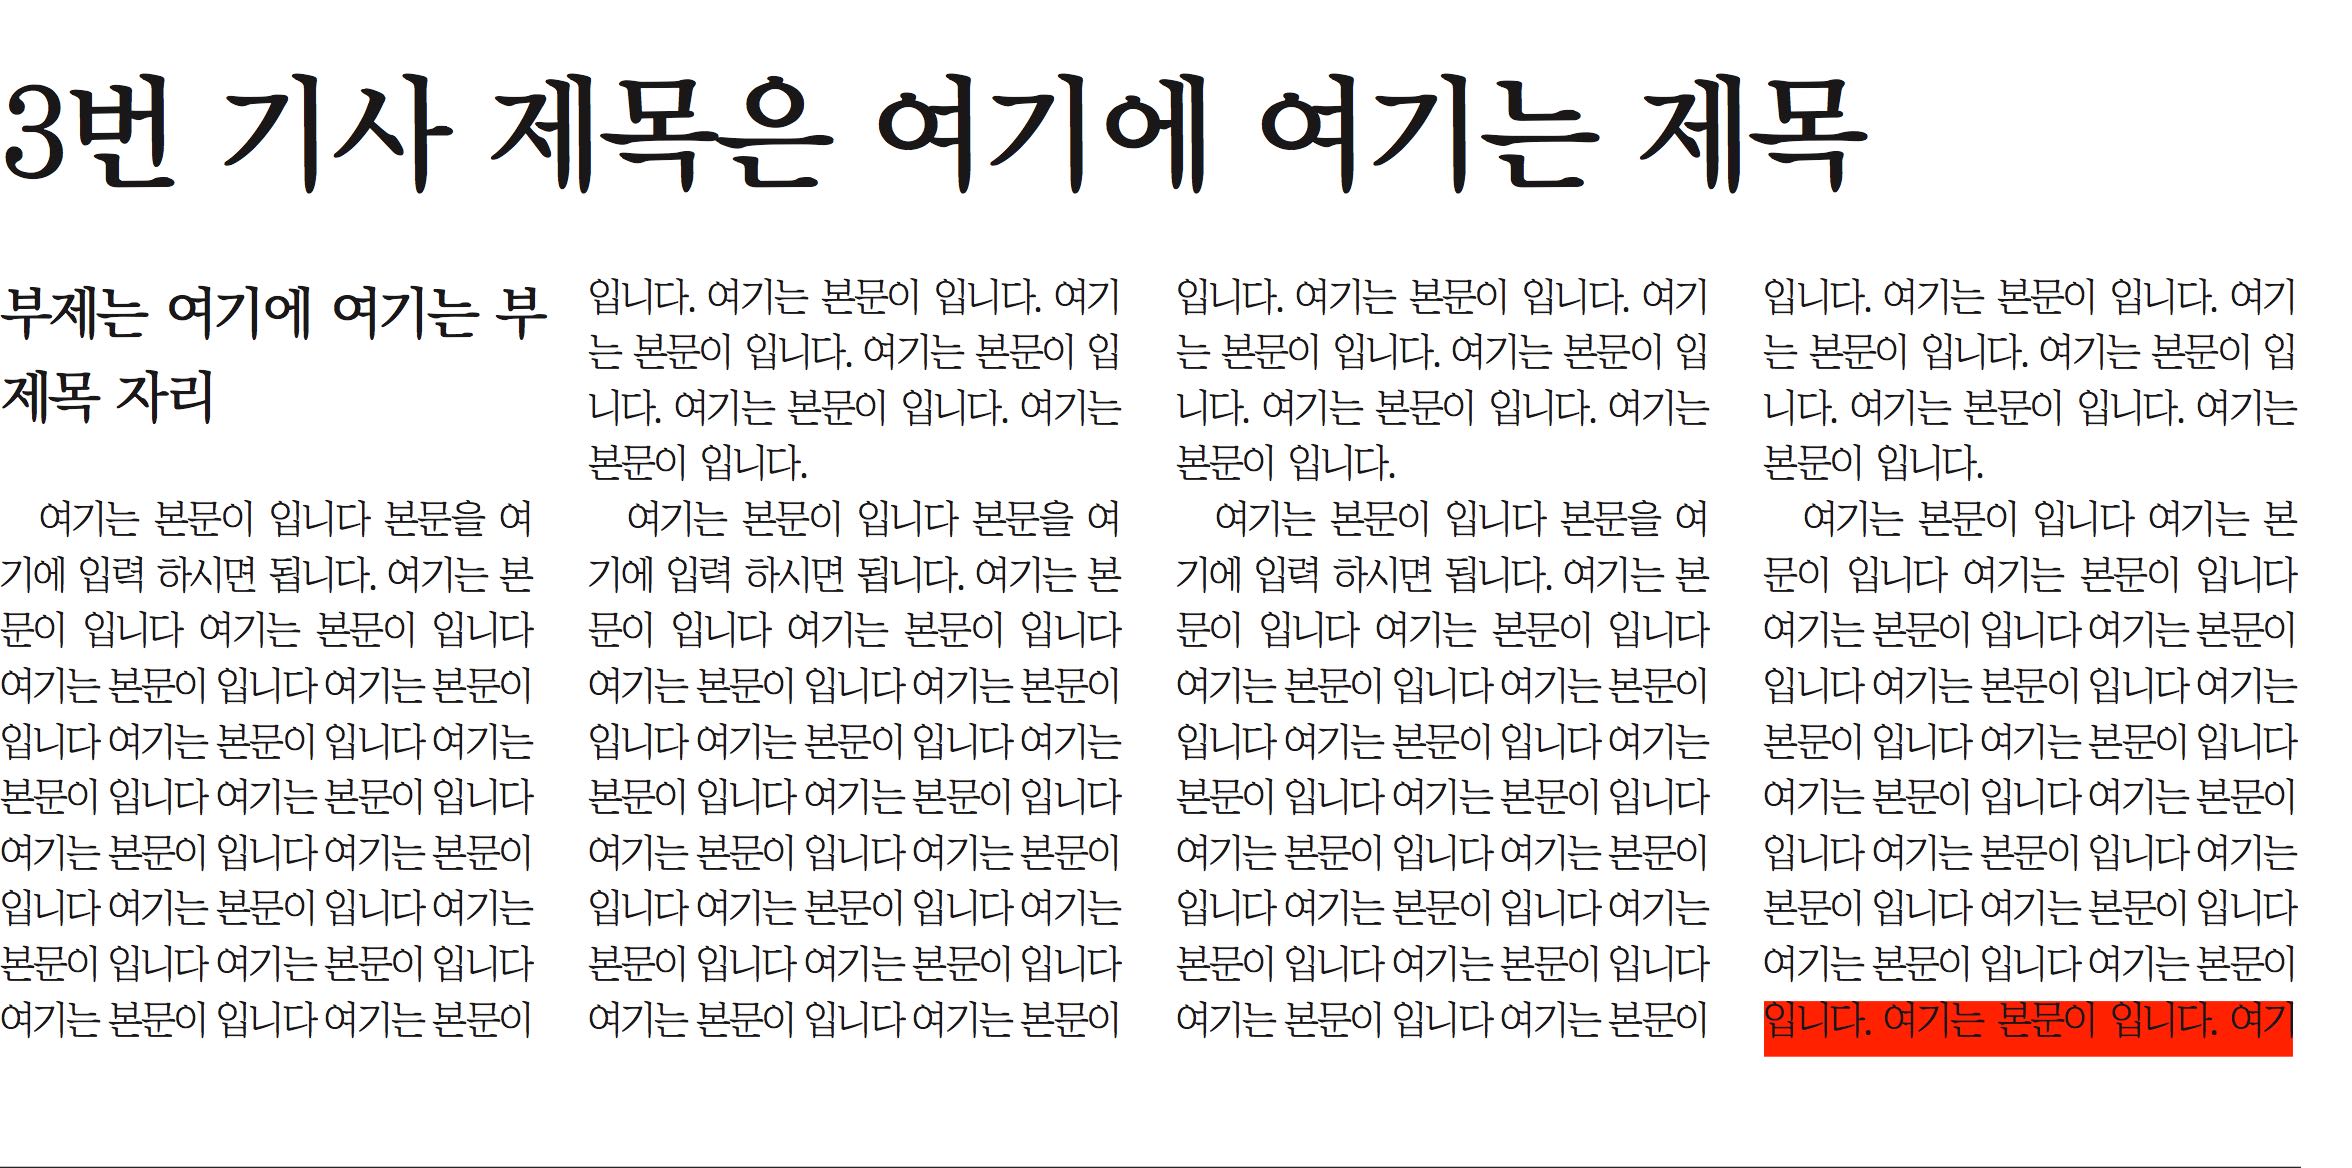 3번 기사 제목은 여기에 여기는 제목
부제는 여기에 여기는 부
제목 자리
여기는 본문이 입니다 본문을 여
기에 입력 하시면 됩니다. 여기는 본
문이 입니다 여기는 본문이 입니다
여기는 본문이 입니다 여기는 본문이
입니다 여기는 본문이 입니다 여기는
본문이 입니다 여기는 본문이 입니다
여기는 본문이 입니다 여기는 본문이
입니다 여기는 본문이 입니다 여기는
본문이 입니다 여기는 본문이 입니다
여기는 본문이 입니다 여기는 본문이
입니다. 여기는 본문이 입니다. 여기
는 본문이 입니다. 여기는 본문이 입
니다. 여기는 본문이 입니다. 여기는
본문이 입니다.
여기는 본문이 입니다 본문을 여
기에 입력 하시면 됩니다. 여기는 본
문이 입니다 여기는 본문이 입니다
여기는 본문이 입니다 여기는 본문이
입니다 여기는 본문이 입니다 여기는
본문이 입니다 여기는 본문이 입니다
여기는 본문이 입니다 여기는 본문이
입니다 여기는 본문이 입니다 여기는
본문이 입니다 여기는 본문이 입니다
여기는 본문이 입니다 여기는 본문이
입니다. 여기는 본문이 입니다. 여기
는 본문이 입니다. 여기는 본문이 입
니다. 여기는 본문이 입니다. 여기는
본문이 입니다.
여기는 본문이 입니다 본문을 여
기에 입력 하시면 됩니다. 여기는 본
문이 입니다 여기는 본문이 입니다
여기는 본문이 입니다 여기는 본문이
입니다 여기는 본문이 입니다 여기는
본문이 입니다 여기는 본문이 입니다
여기는 본문이 입니다 여기는 본문이
입니다 여기는 본문이 입니다 여기는
본문이 입니다 여기는 본문이 입니다
여기는 본문이 입니다 여기는 본문이
입니다. 여기는 본문이 입니다. 여기
는 본문이 입니다. 여기는 본문이 입
니다. 여기는 본문이 입니다. 여기는
본문이 입니다.
여기는 본문이 입니다 여기는 본
문이 입니다 여기는 본문이 입니다
여기는 본문이 입니다 여기는 본문이
입니다 여기는 본문이 입니다 여기는
본문이 입니다 여기는 본문이 입니다
여기는 본문이 입니다 여기는 본문이
입니다 여기는 본문이 입니다 여기는
본문이 입니다 여기는 본문이 입니다
여기는 본문이 입니다 여기는 본문이
입니다. 여기는 본문이 입니다. 여기